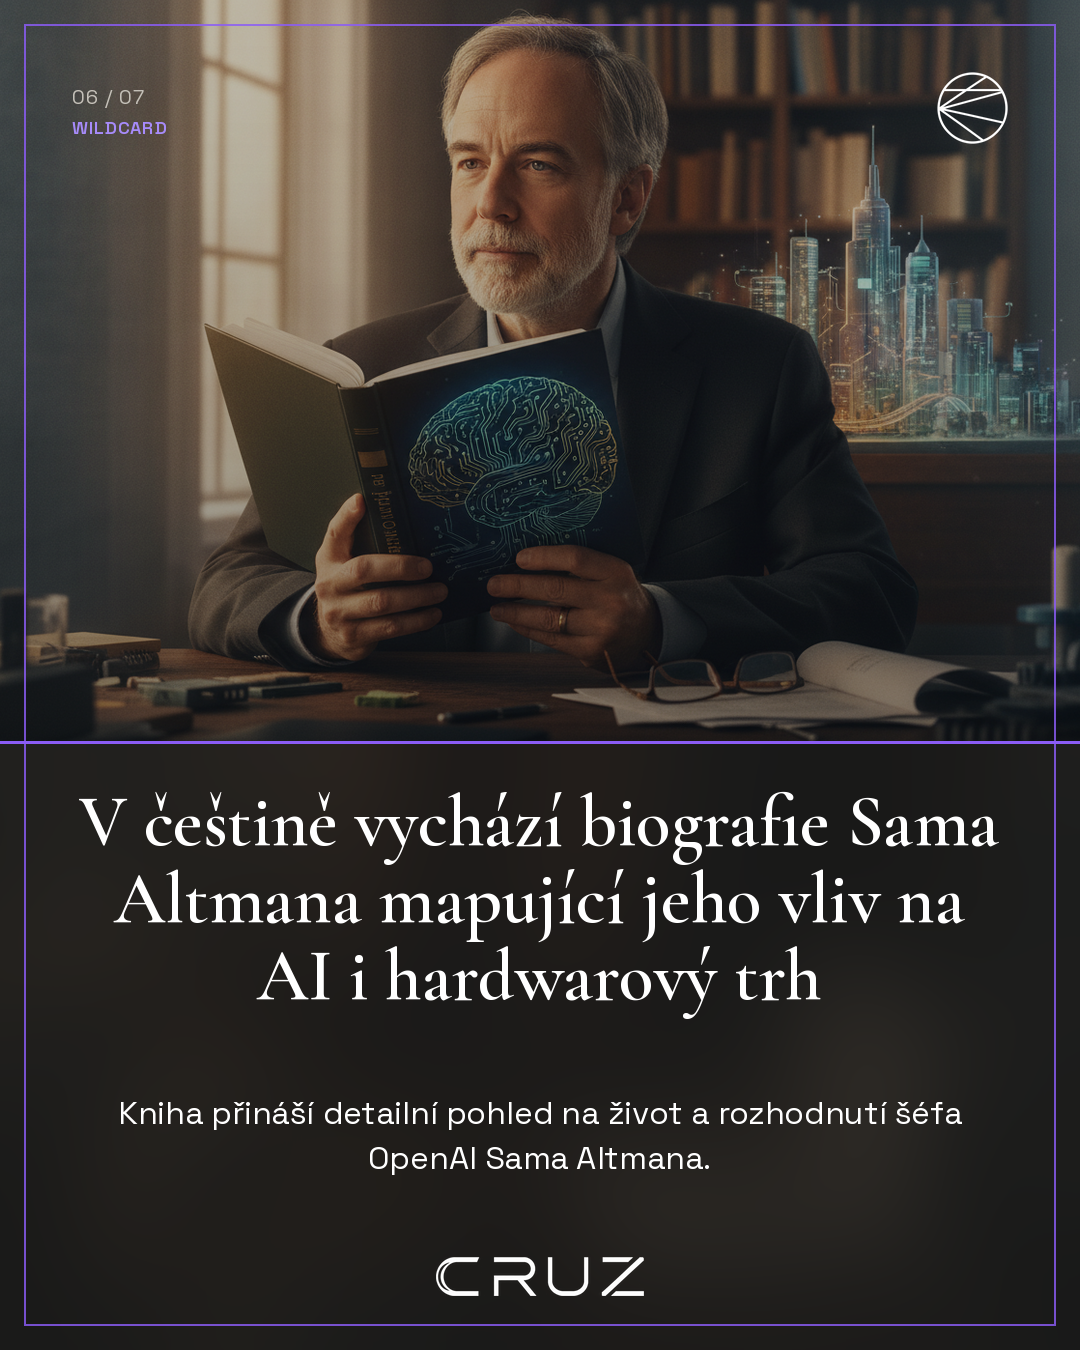 06 / 07
WILDCARD
V češtině vychází biografie Sama
Altmana mapující jeho vliv na
AI i hardwarový trh
Kniha přináší detailní pohled na život a rozhodnutí šéfa
OpenAI Sama Altmana.
CRUZ